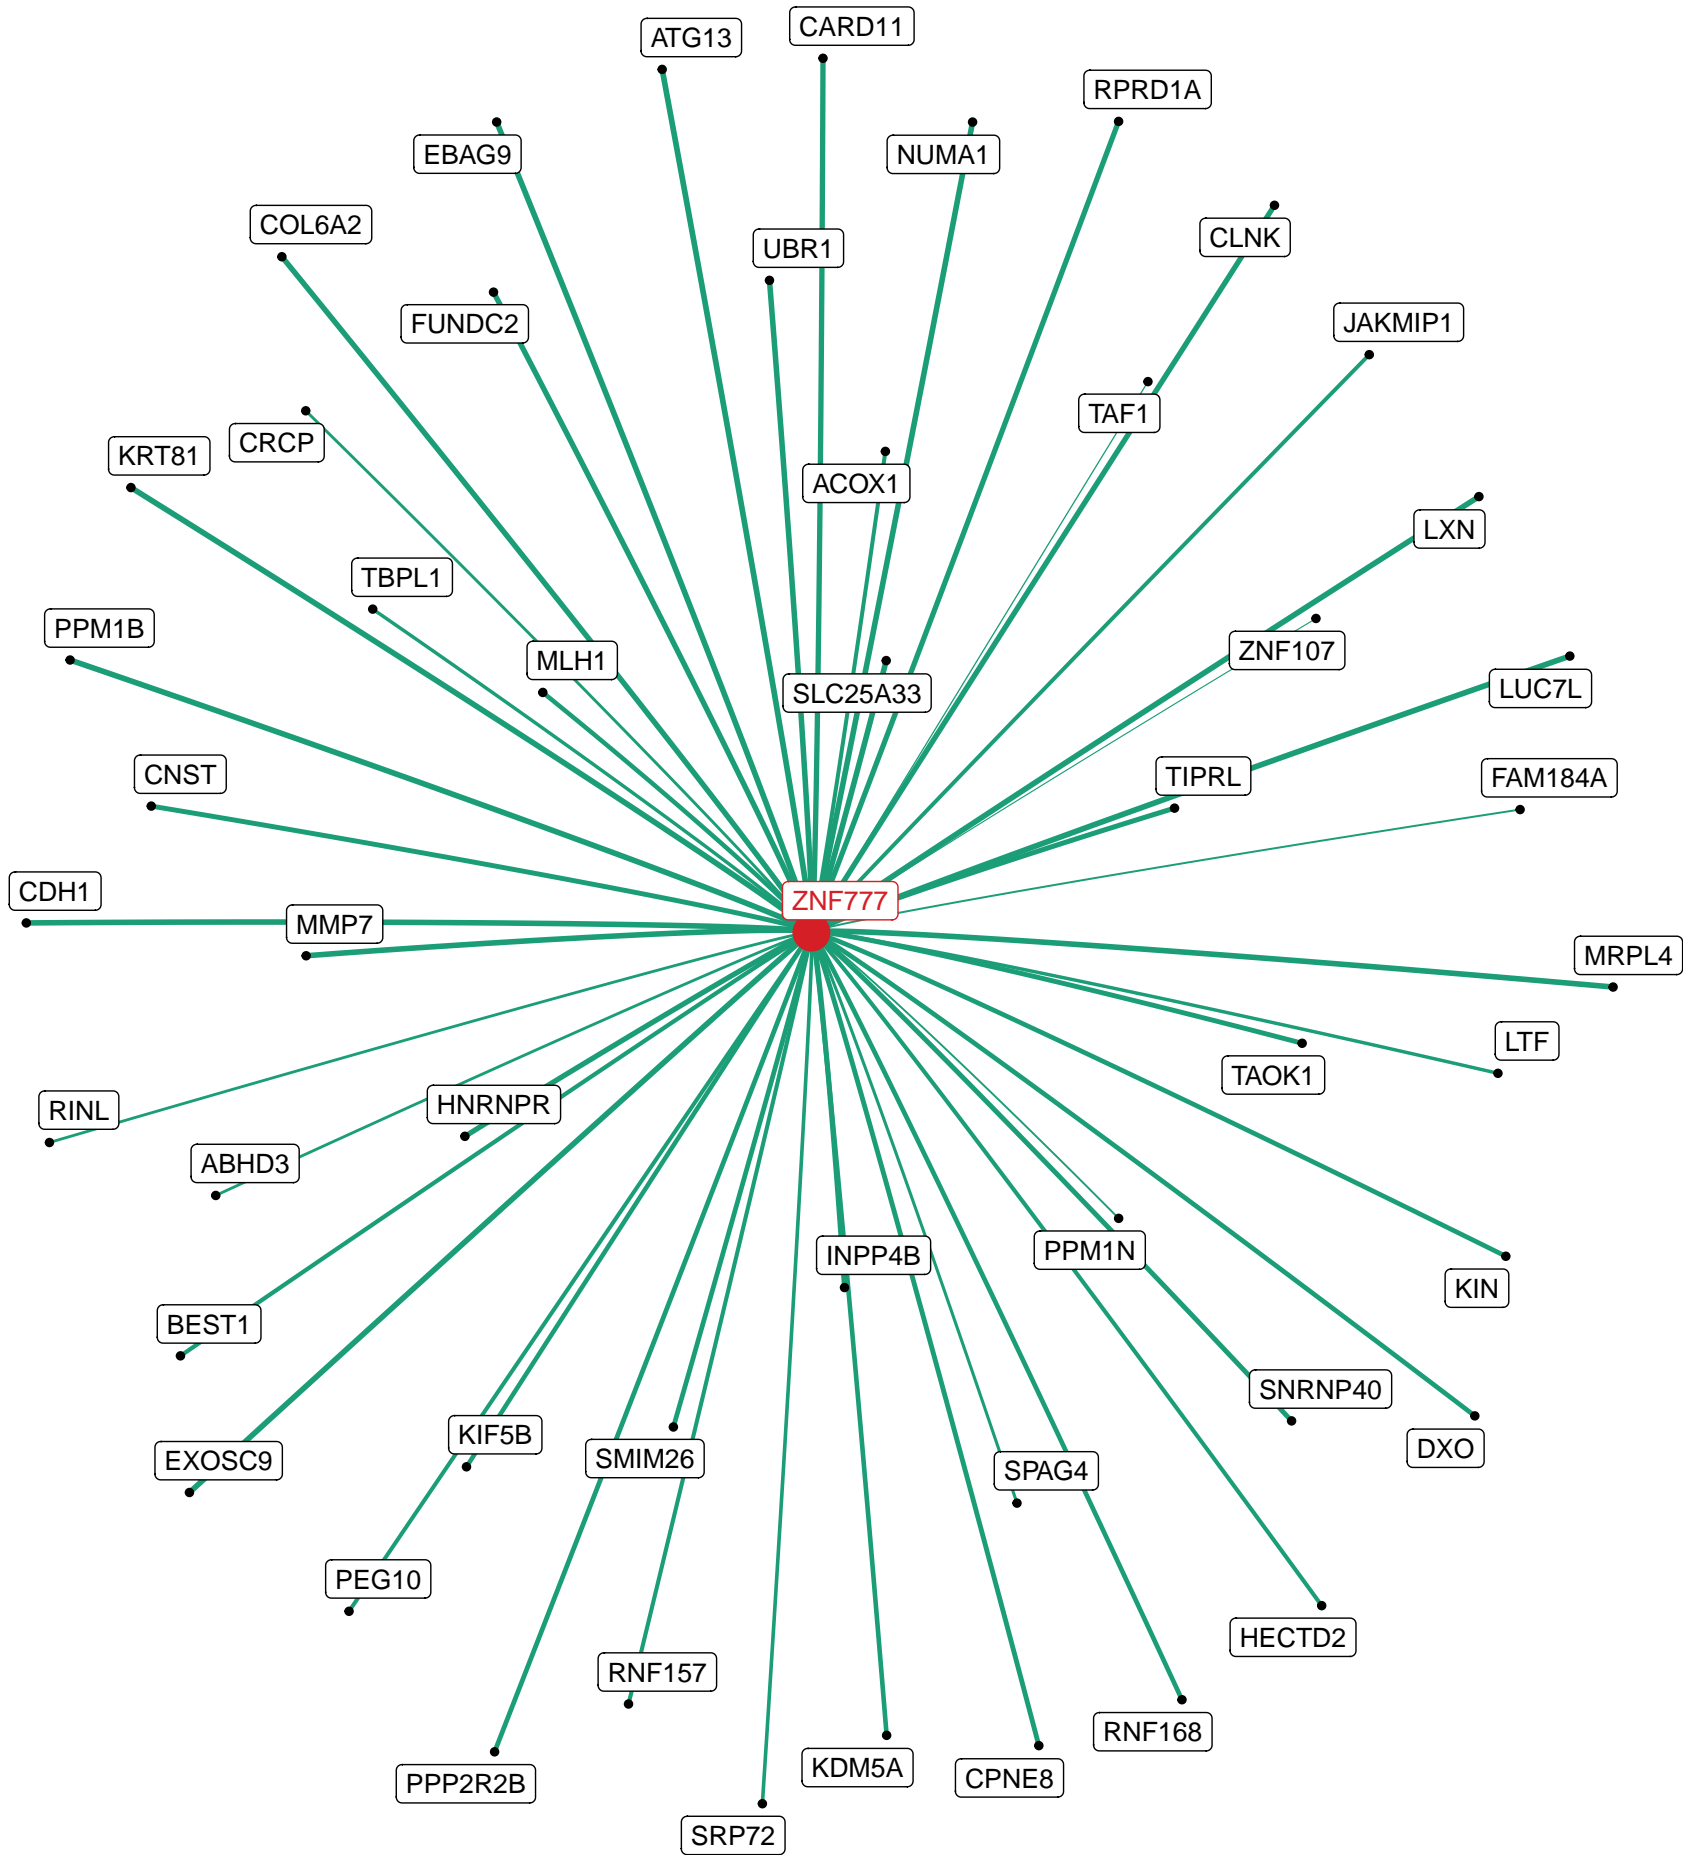 CARD11
ATG13
RPRD1A
EBAG9
NUMA1
COL6A2
UBR1
CLNK
FUNDC2
JAKMIP1
TAF1
CRCP
KRT81
ACOX1
LXN
TBPL1
PPM1B
ZNF107
MLH1
LUC7L
SLC25A33
CNST
TIPRL
FAM184A
CDH1
ZNF777
MMP7
MRPL4
LTF
TAOK1
HNRNPR
RINL
ABHD3
INPP4B
PPM1N
KIN
BEST1
SNRNP40
KIF5B
DXO
EXOSC9
SMIM26
SPAG4
PEG10
HECTD2
RNF157
RNF168
KDM5A
CPNE8
PPP2R2B
SRP72